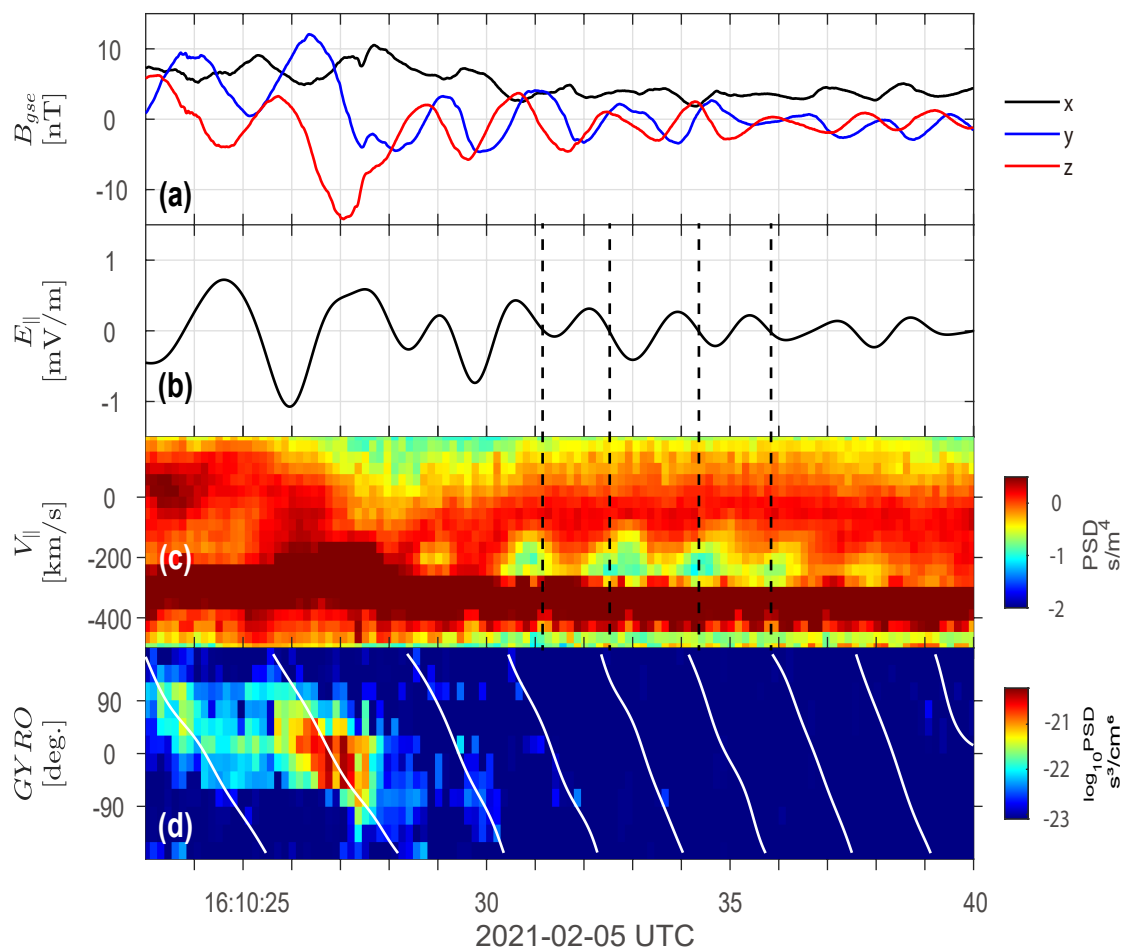 10
0
-10
B_gse
[nT]
(a)
x
y
z
1
0
-1
E_||
[mV/m]
(b)
0
-200
-400
V_||
[km/s]
(c)
0
-1
-2
PSD
s/m⁴
90
0
-90
GYRO
[deg.]
(d)
-21
-22
-23
log₁₀PSD
s³/cm⁶
16:10:25
30
35
40
2021-02-05 UTC